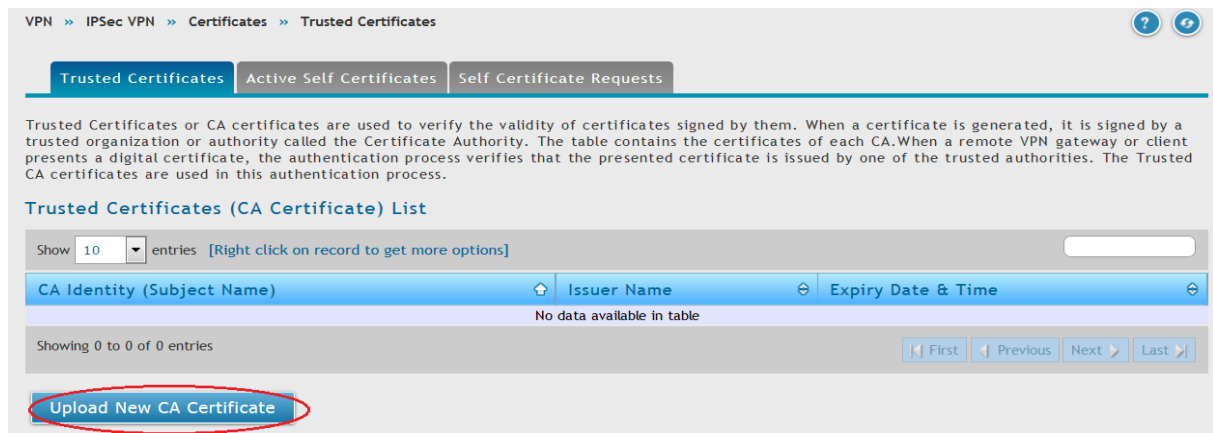 VPN » IPSec VPN » Certificates » Trusted Certificates
?
Trusted Certificates Active Self Certificates Self Certificate Requests
Trusted Certificates or CA certificates are used to verify the validity of certificates signed by them. When a certificate is generated, it is signed by a
trusted organization or authority called the Certificate Authority. The table contains the certificates of each CA.When a remote VPN gateway or client
presents a digital certificate, the authentication process verifies that the presented certificate is issued by one of the trusted authorities. The Trusted
CA certificates are used in this authentication process.
Trusted Certificates (CA Certificate) List
Show 10 entries [Right click on record to get more options]
CA Identity (Subject Name) Issuer Name Expiry Date & Time
No data available in table
Showing 0 to 0 of 0 entries First Previous Next Last
Upload New CA Certificate